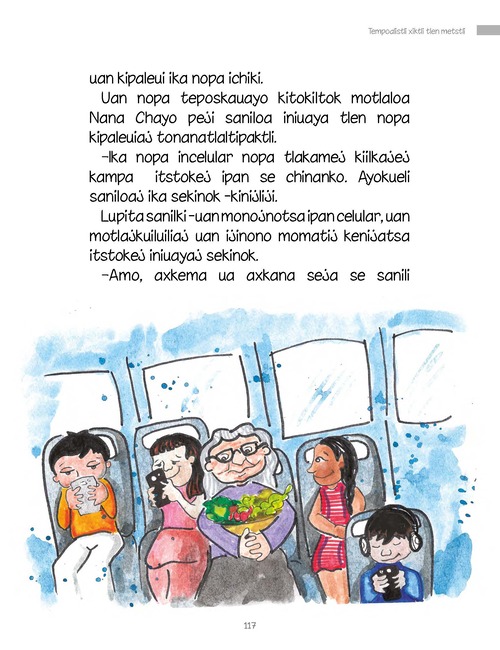 Tempoalistli xiktli tlen metstli
uan kipaleui ika nopa ichiki.
Uan nopa teposkauayo kitokiltok motlaloa
Nana Chayo peji saniloa iniuaya tlen nopa
kipaleuiaj tonanatlaltipaktli.
–Ika nopa incelular nopa tlakamej kiilkajej
kampa itstokej ipan se chinanko. Ayokueli
saniloaj ika sekinok –kinijliji.
Lupita sanilki –uan monojnotsa ipan celular, uan
motlajkuiluiliaj uan ijinono momatij kenijatsa
itstokej iniuayaj sekinok.
–Amo, axkema ua axkana seja se sanili
117